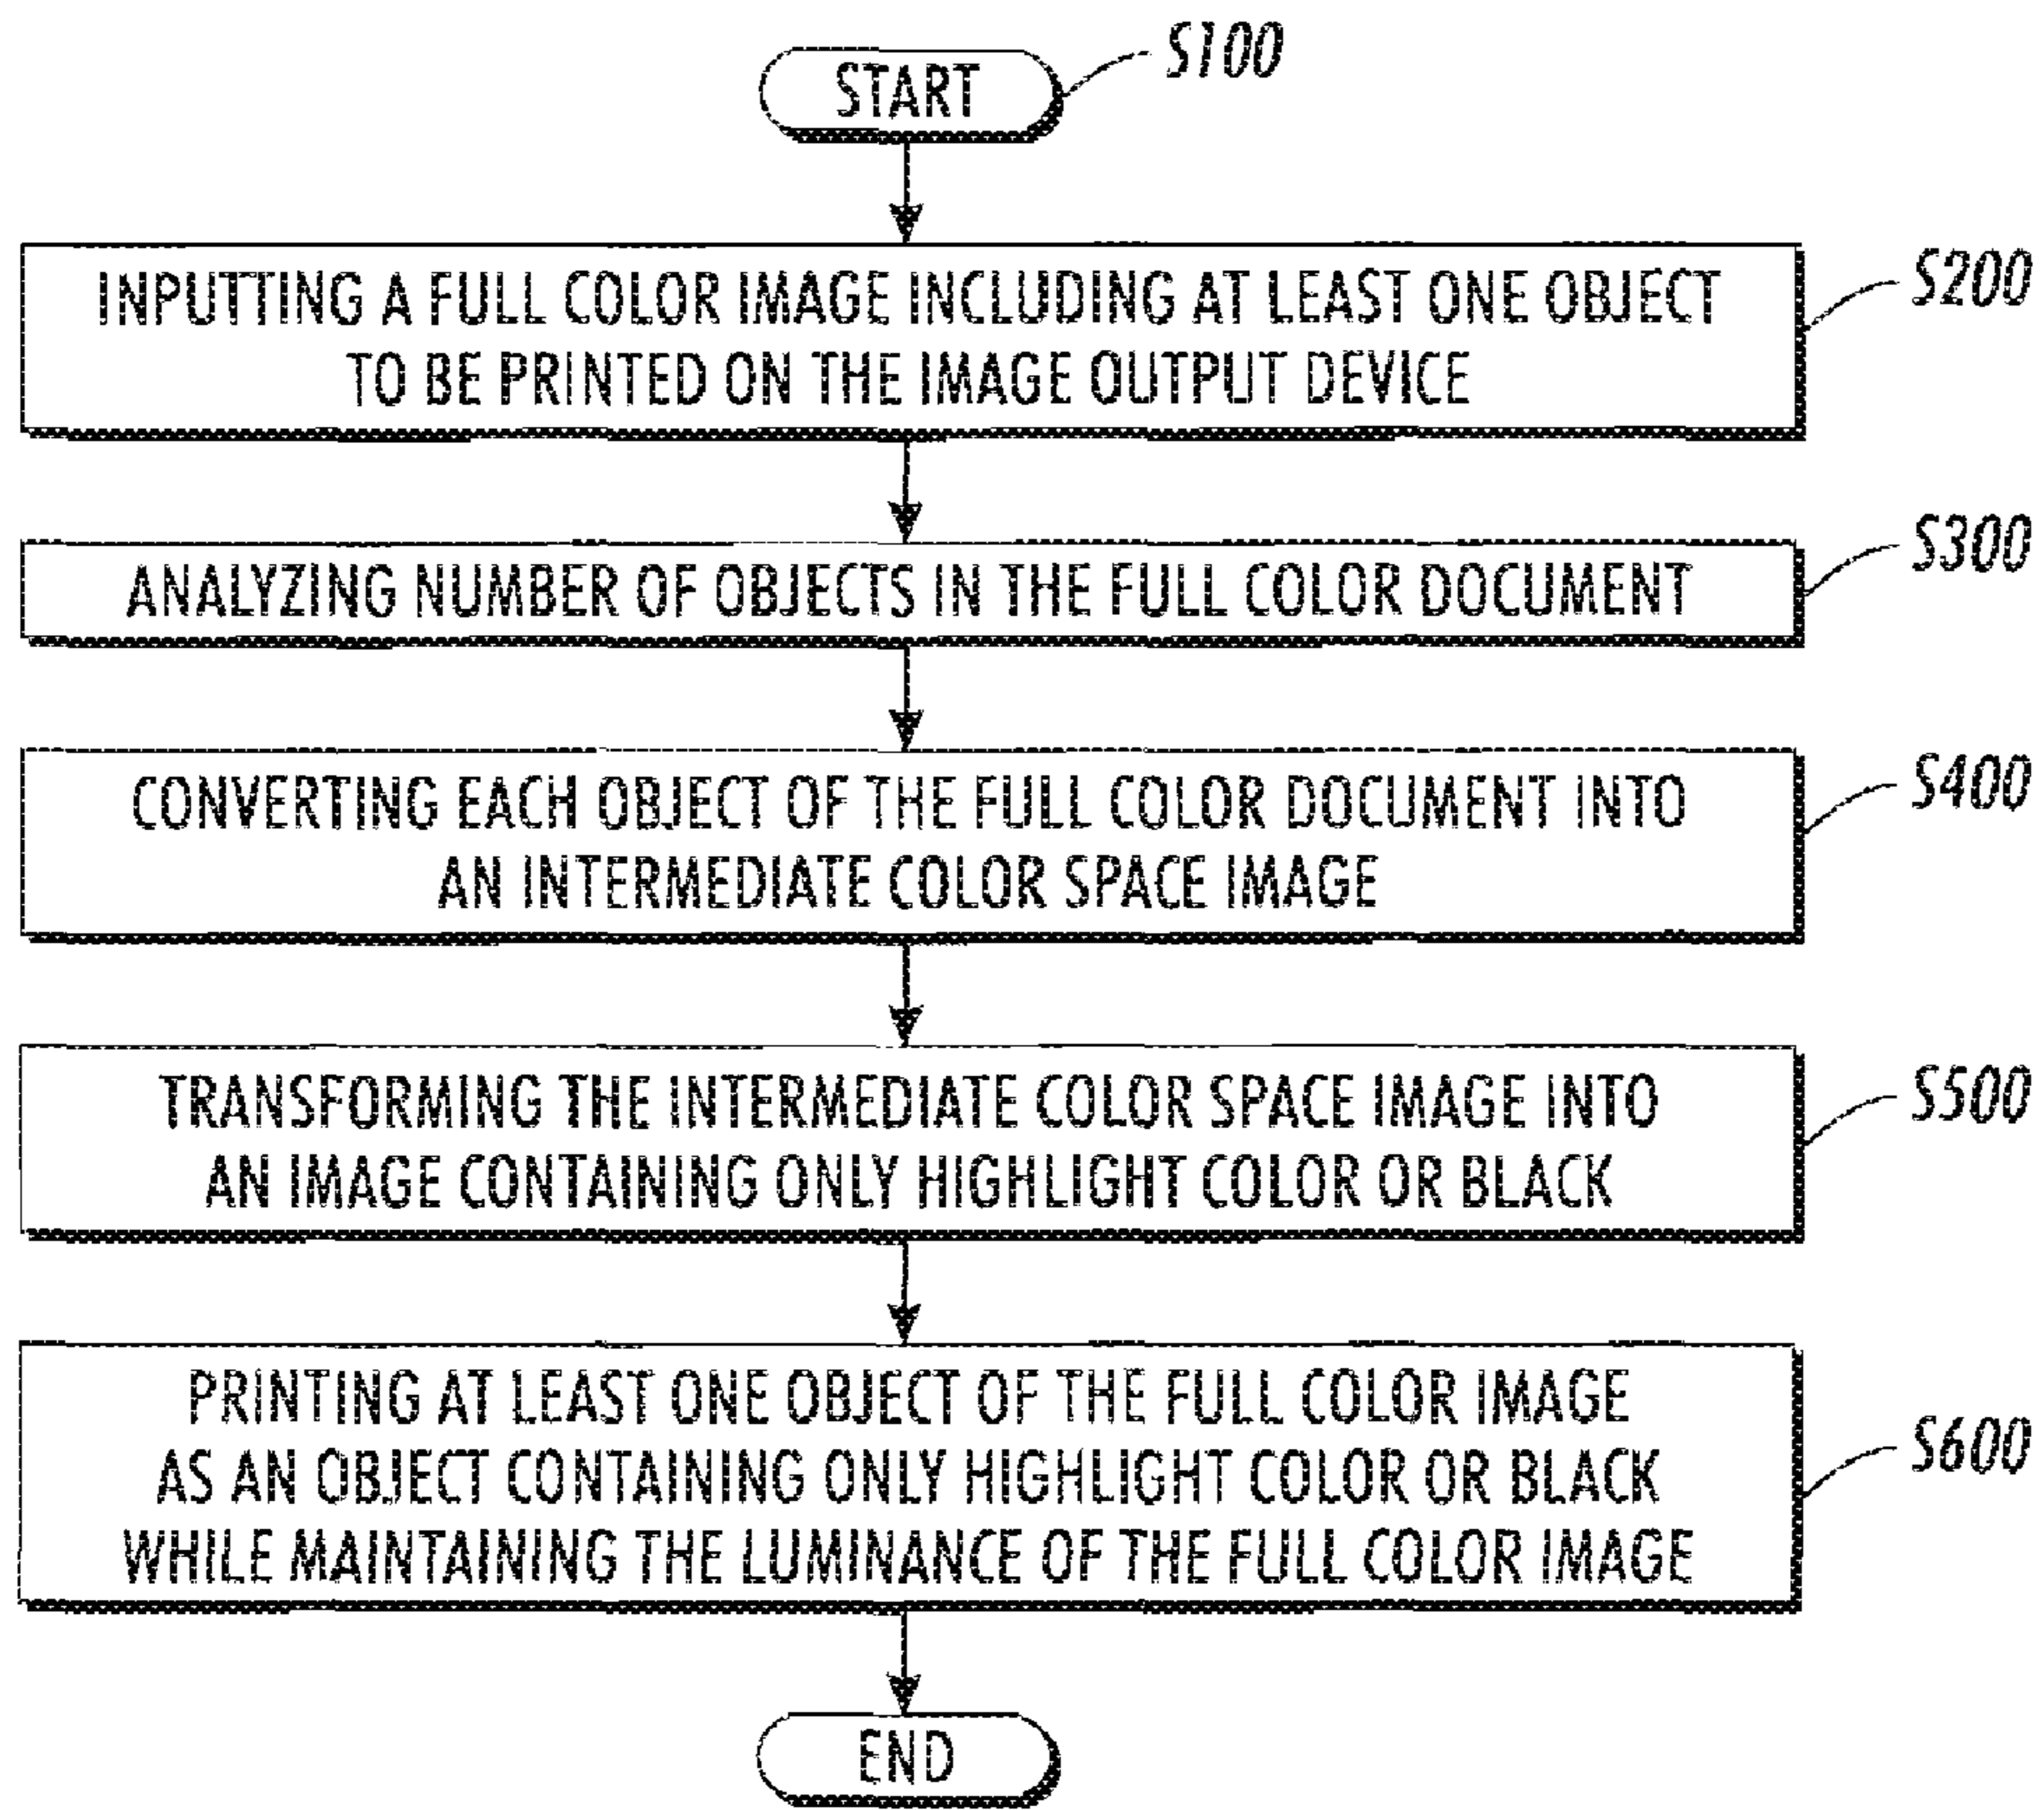 START
S100
INPUTTING A FULL COLOR IMAGE INCLUDING AT LEAST ONE OBJECT
TO BE PRINTED ON THE IMAGE OUTPUT DEVICE
S200
ANALYZING NUMBER OF OBJECTS IN THE FULL COLOR DOCUMENT
S300
CONVERTING EACH OBJECT OF THE FULL COLOR DOCUMENT INTO
AN INTERMEDIATE COLOR SPACE IMAGE
S400
TRANSFORMING THE INTERMEDIATE COLOR SPACE IMAGE INTO
AN IMAGE CONTAINING ONLY HIGHLIGHT COLOR OR BLACK
S500
PRINTING AT LEAST ONE OBJECT OF THE FULL COLOR IMAGE
AS AN OBJECT CONTAINING ONLY HIGHLIGHT COLOR OR BLACK
WHILE MAINTAINING THE LUMINANCE OF THE FULL COLOR IMAGE
S600
END